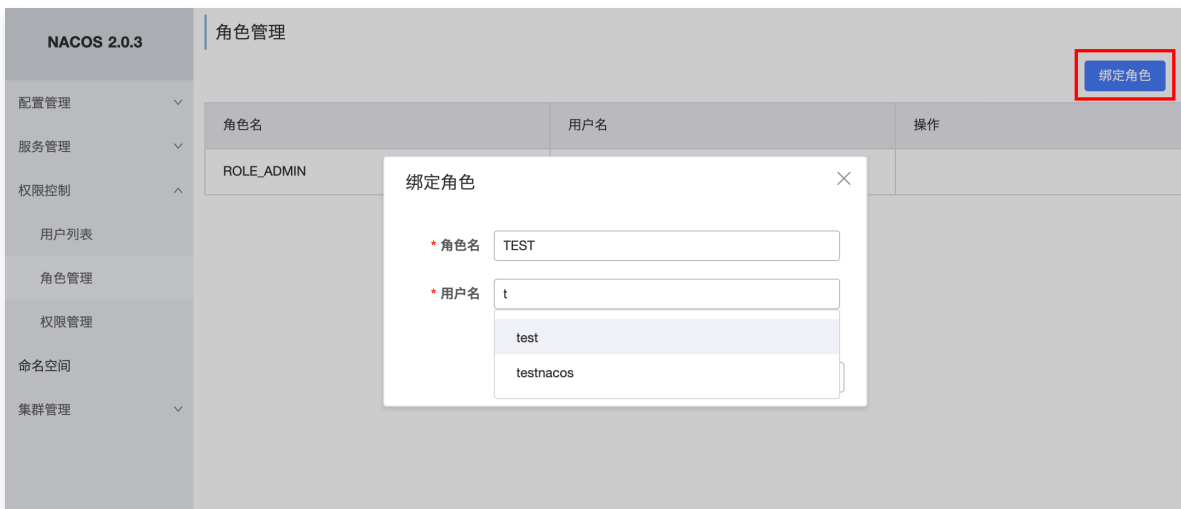 NACOS 2.0.3
配置管理
服务管理
权限控制
用户列表
角色管理
权限管理
命名空间
集群管理
角色管理
绑定角色
角色名 用户名 操作
ROLE_ADMIN
绑定角色
* 角色名 TEST
* 用户名 t
test
testnacos